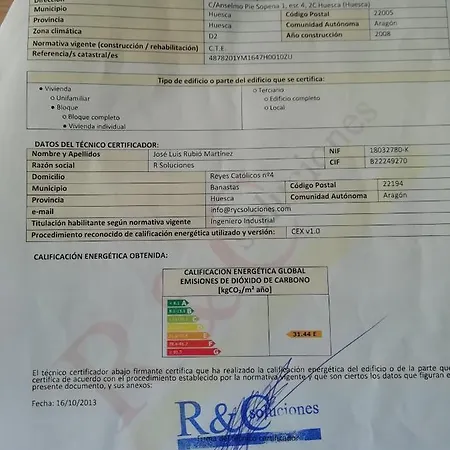 Dirección C/Anselmo Pie Sopena 1, esr 4, 2C Huesca (Huesca)
Municipio Huesca Código Postal 22005
Provincia Huesca Comunidad Autónoma Aragón
Zona climática D2 Año construcción 2008
Normativa vigente (construcción / rehabilitación) C.T.E.
Referencia/s catastral/es 4878201YM1647H0010ZU
Tipo de edificio o parte del edificio que se certifica:
● Vivienda ○ Terciario
○ Unifamiliar ○ Edificio completo
● Bloque ○ Local
○ Bloque completo
● Vivienda individual
DATOS DEL TÉCNICO CERTIFICADOR:
Nombre y Apellidos José Luis Rubió Martínez NIF 18032780-K
Razón social R Soluciones CIF B22249270
Domicilio Reyes Católicos nº4
Municipio Banastas Código Postal 22194
Provincia Huesca Comunidad Autónoma Aragón
e-mail info@rycsoluciones.com
Titulación habilitante según normativa vigente Ingeniero Industrial
Procedimiento reconocido de calificación energética utilizado y versión: CEX v1.0
CALIFICACIÓN ENERGÉTICA OBTENIDA:
CALIFICACIÓN ENERGÉTICA GLOBAL
EMISIONES DE DIÓXIDO DE CARBONO
[kgCO₂/m² año]
A
B
C
D
E
F
G
31.44 E
El técnico certificador abajo firmante certifica que ha realizado la calificación energética del edificio o de la parte que
certifica de acuerdo con el procedimiento establecido por la normativa vigente y que son ciertos los datos que figuran en
presente documento, y sus anexos:
Fecha: 16/10/2013
R&C soluciones
Firma del técnico certificador